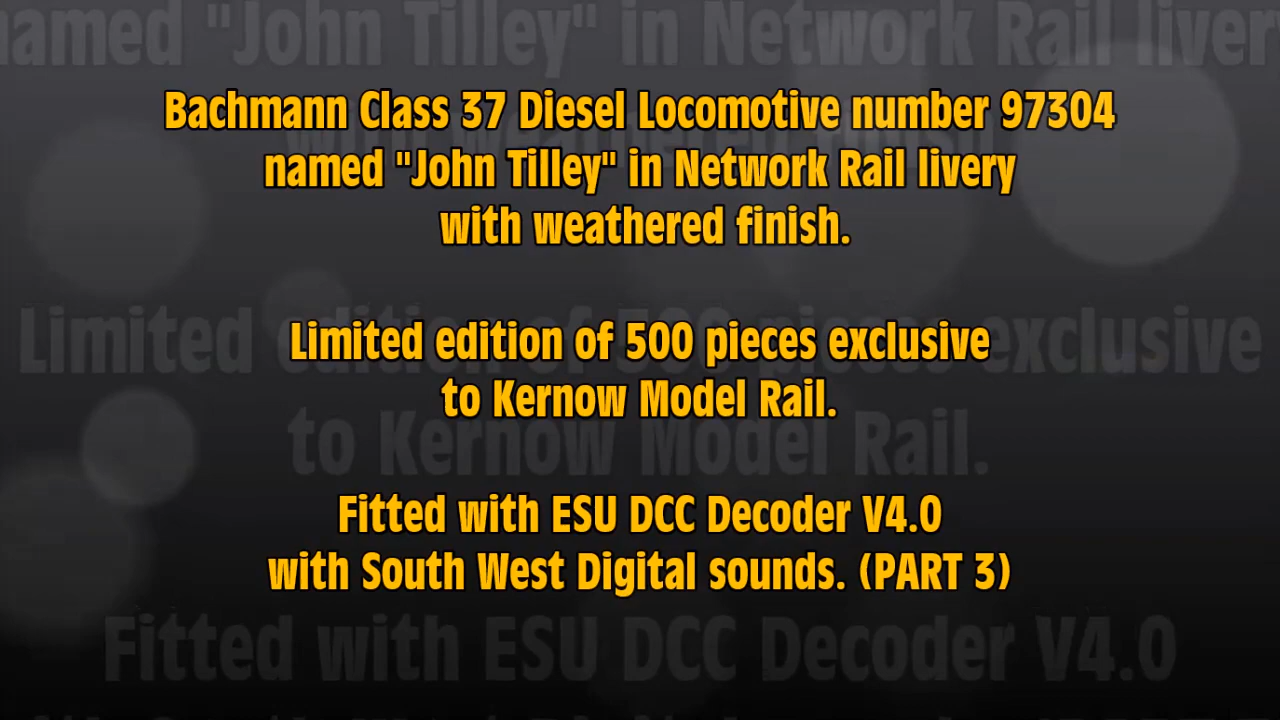 Bachmann Class 37 Diesel Locomotive number 97304
named "John Tilley" in Network Rail livery
with weathered finish.
Limited edition of 500 pieces exclusive
to Kernow Model Rail.
Fitted with ESU DCC Decoder V4.0
with South West Digital sounds. (PART 3)